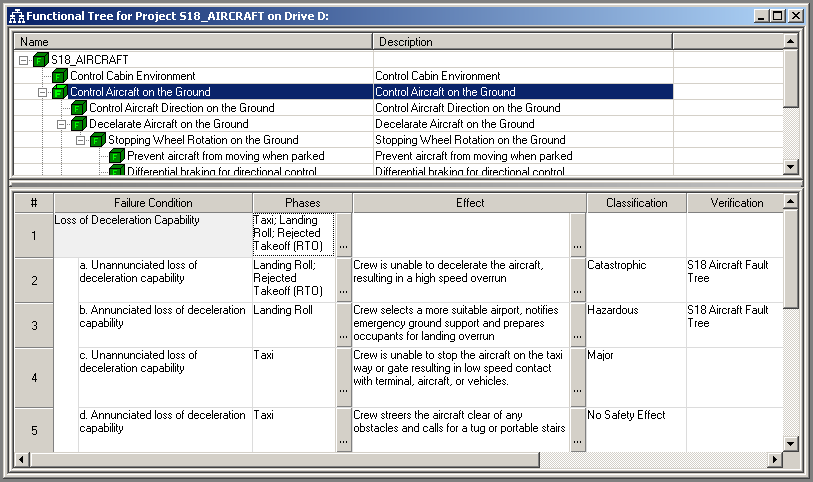 Functional Tree for Project S18_AIRCRAFT on Drive D:
Name Description
S18_AIRCRAFT
Control Cabin Environment Control Cabin Environment
Control Aircraft on the Ground Control Aircraft on the Ground
Control Aircraft Direction on the Ground Control Aircraft Direction on the Ground
Decelarate Aircraft on the Ground Decelarate Aircraft on the Ground
Stopping Wheel Rotation on the Ground Stopping Wheel Rotation on the Ground
Prevent aircraft from moving when parked Prevent aircraft from moving when parked
Differential braking for directional control Differential braking for directional control
# Failure Condition Phases Effect Classification Verification
1
Loss of Deceleration Capability
Taxi; Landing
Roll; Rejected
Takeoff (RTO)
...
...
2
a. Unannunciated loss of
deceleration capability
Landing Roll;
Rejected
Takeoff (RTO)
...
Crew is unable to decelerate the aircraft,
resulting in a high speed overrun
...
Catastrophic
S18 Aircraft Fault
Tree
3
b. Annunciated loss of deceleration
capability
Landing Roll
...
Crew selects a more suitable airport, notifies
emergency ground support and prepares
occupants for landing overrun
...
Hazardous
S18 Aircraft Fault
Tree
4
c. Unannunciated loss of
deceleration capability
Taxi
...
Crew is unable to stop the aircraft on the taxi
way or gate resulting in low speed contact
with terminal, aircraft, or vehicles.
...
Major
5
d. Annunciated loss of deceleration
capability
Taxi
...
Crew streers the aircraft clear of any
obstacles and calls for a tug or portable stairs
...
No Safety Effect